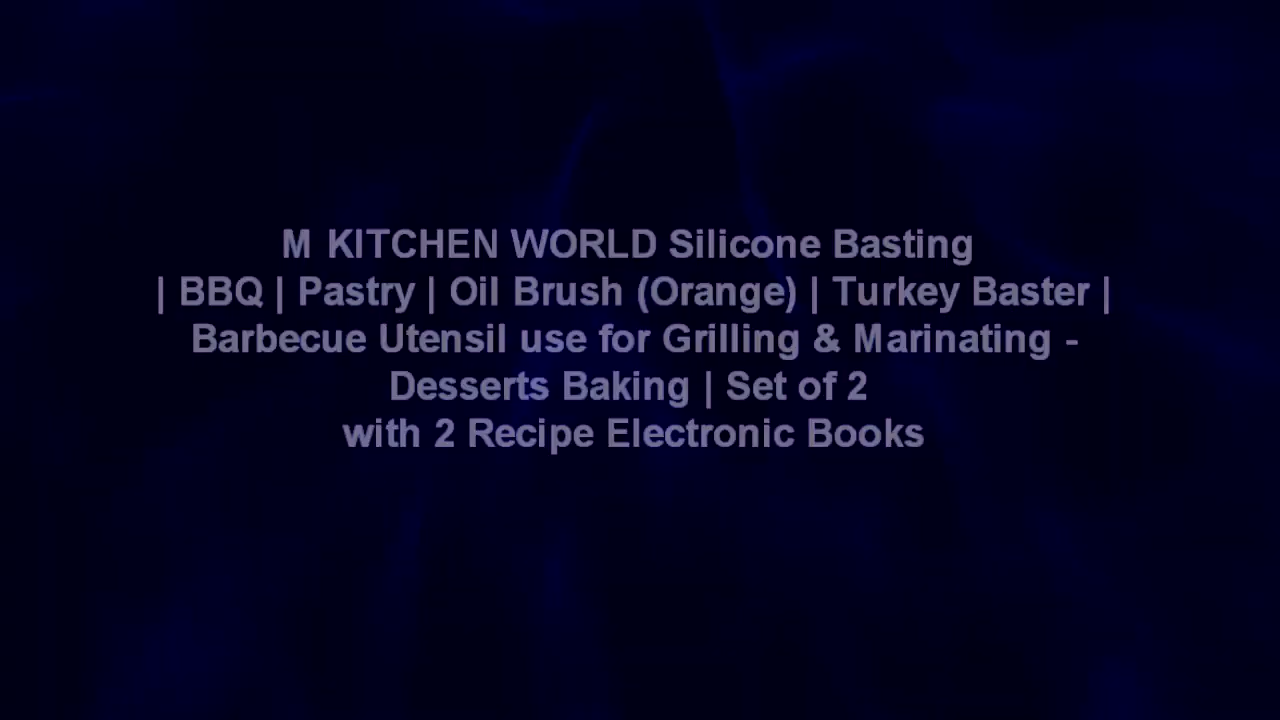 M KITCHEN WORLD Silicone Basting
| BBQ | Pastry | Oil Brush (Orange) | Turkey Baster |
Barbecue Utensil use for Grilling & Marinating -
Desserts Baking | Set of 2
with 2 Recipe Electronic Books